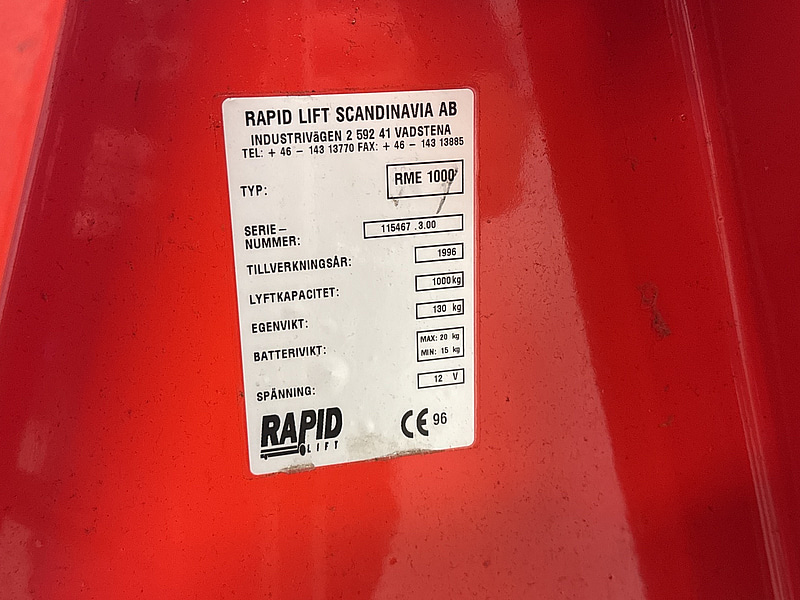 RAPID LIFT SCANDINAVIA AB
INDUSTRIVäGEN 2 592 41 VADSTENA
TEL: + 46 - 143 13770 FAX: + 46 - 143 13885
TYP: RME 1000
SERIE-
NUMMER: 115467.3.00
TILLVERKNINGSÅR: 1996
LYFTKAPACITET: 1000kg
EGENVIKT: 130 kg
BATTERIVIKT: MAX: 20 kg
MIN: 15 kg
SPÄNNING: 12 V
RAPID
LIFT
CE 96